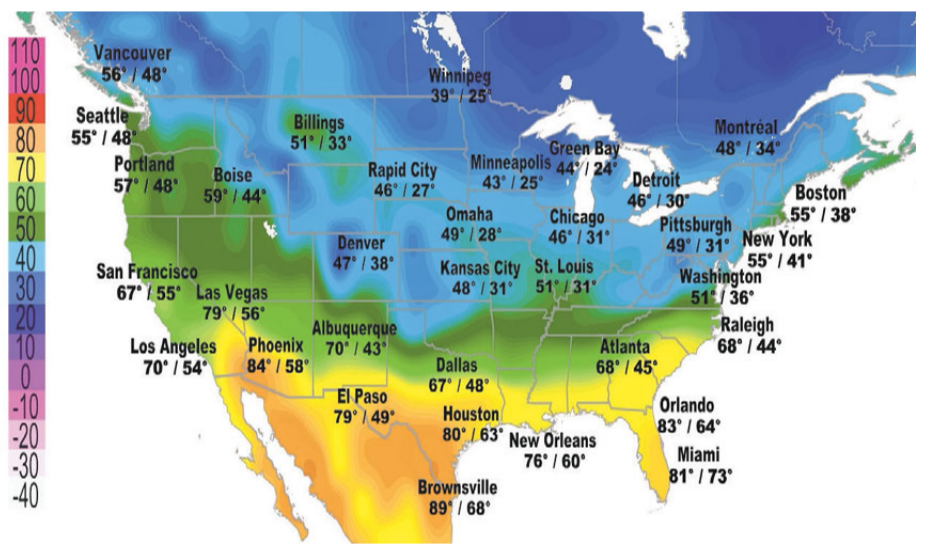 110
100
90
80
70
60
50
40
30
20
10
0
-10
-20
-30
-40
Vancouver
56° / 48°
Winnipeg
39° / 25°
Seattle
55° / 48°
Billings
51° / 33°
Montréal
48° / 34°
Portland
57° / 48°
Boise
59° / 44°
Rapid City
46° / 27°
Minneapolis
43° / 25°
Green Bay
44° / 24°
Detroit
46° / 30°
Boston
55° / 38°
Omaha
49° / 28°
Chicago
46° / 31°
Pittsburgh
49° / 31°
New York
55° / 41°
Denver
47° / 38°
San Francisco
67° / 55°
Las Vegas
79° / 56°
Kansas City
48° / 31°
St. Louis
51° / 31°
Washington
51° / 36°
Los Angeles
70° / 54°
Phoenix
84° / 58°
Albuquerque
70° / 43°
Dallas
67° / 48°
Atlanta
68° / 45°
Raleigh
68° / 44°
El Paso
79° / 49°
Houston
80° / 63°
New Orleans
76° / 60°
Orlando
83° / 64°
Miami
81° / 73°
Brownsville
89° / 68°